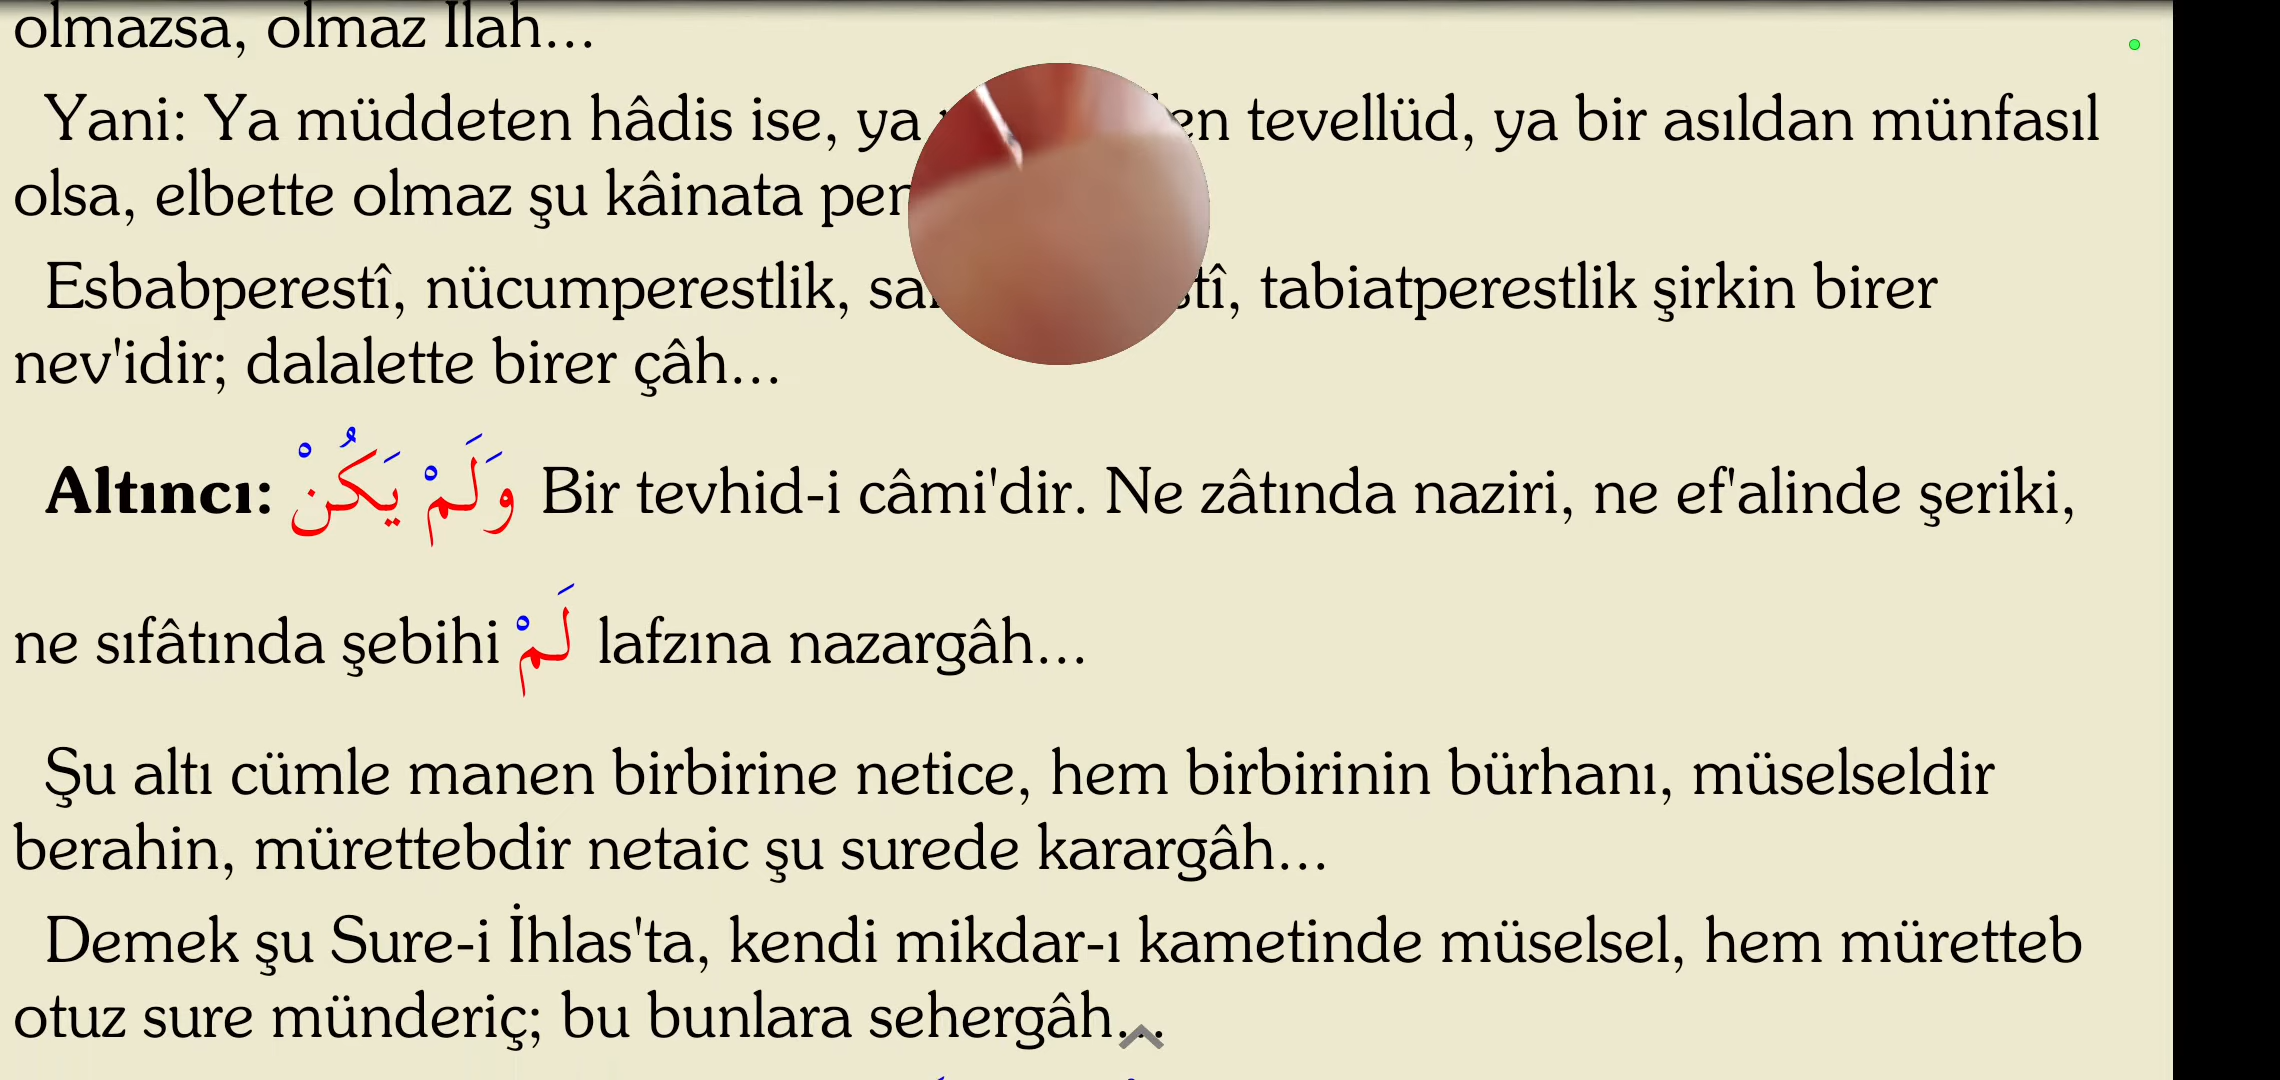 olmazsa, olmaz İlah...
Yani: Ya müddeten hâdis ise, ya tevellüd, ya bir asıldan münfasıl
olsa, elbette olmaz şu kâinata
Esbabperestî, nücumperestlik, tabiatperestlik şirkin birer
nev'idir; dalalette birer çâh...
Altıncı: وَلَمْ يَكُنْ Bir tevhid-i câmi'dir. Ne zâtında naziri, ne ef'alinde şeriki,
ne sıfâtında şebihi لَمْ lafzına nazargâh...
Şu altı cümle manen birbirine netice, hem birbirinin bürhanı, müselseldir
berahin, mürettebdir netaic şu surede karargâh...
Demek şu Sure-i İhlas'ta, kendi mikdar-ı kametinde müselsel, hem müretteb
otuz sure münderiç; bu bunlara sehergâh...